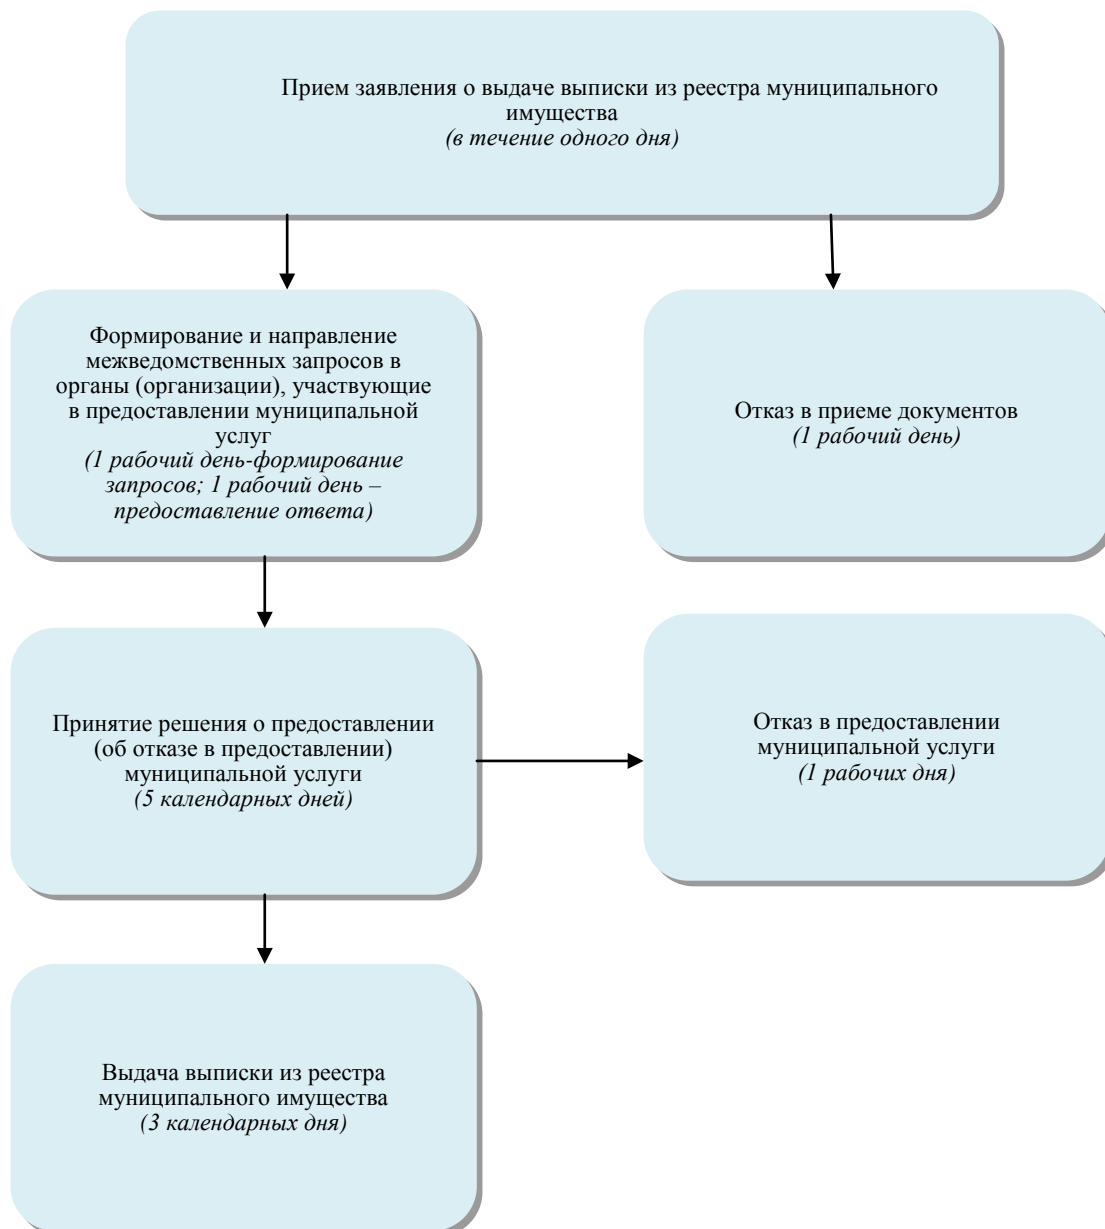 Прием заявления о выдаче выписки из реестра муниципального
имущества
(в течение одного дня)
Формирование и направление
межведомственных запросов в
органы (организации), участвующие
в предоставлении муниципальной
услуг
(1 рабочий день-формирование
запросов; 1 рабочий день –
предоставление ответа)
Отказ в приеме документов
(1 рабочий день)
Принятие решения о предоставлении
(об отказе в предоставлении)
муниципальной услуги
(5 календарных дней)
Отказ в предоставлении
муниципальной услуги
(1 рабочих дня)
Выдача выписки из реестра
муниципального имущества
(3 календарных дня)